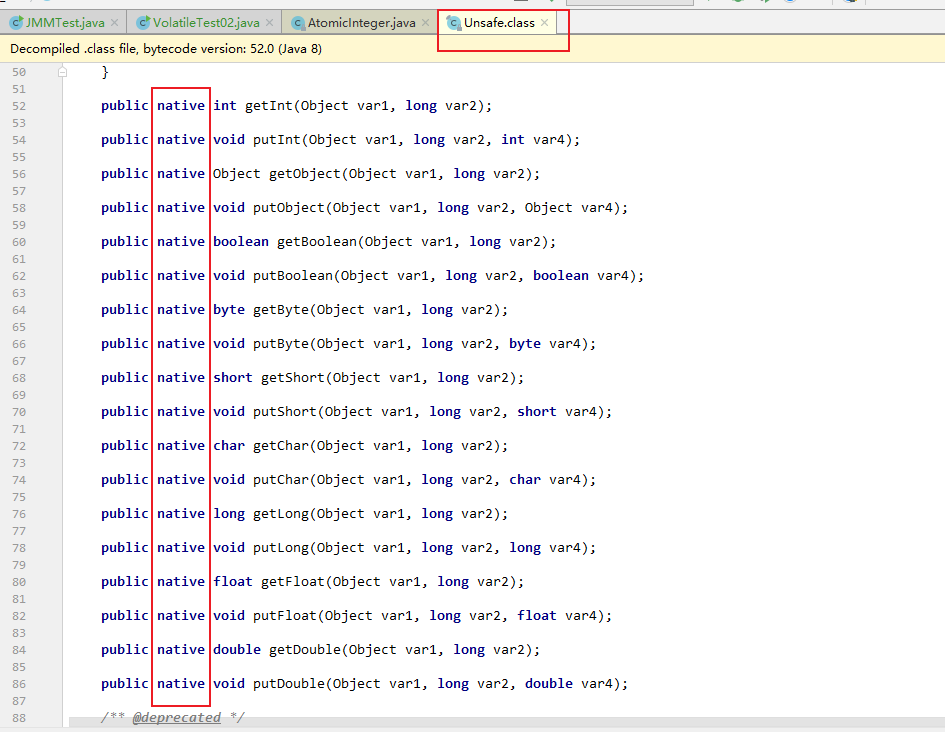 JMMTest.java VolatileTest02.java AtomicInteger.java Unsafe.class
Decompiled .class file, bytecode version: 52.0 (Java 8)
50 }
51
52 public native int getInt(Object var1, long var2);
53
54 public native void putInt(Object var1, long var2, int var4);
55
56 public native Object getObject(Object var1, long var2);
57
58 public native void putObject(Object var1, long var2, Object var4);
59
60 public native boolean getBoolean(Object var1, long var2);
61
62 public native void putBoolean(Object var1, long var2, boolean var4);
63
64 public native byte getByte(Object var1, long var2);
65
66 public native void putByte(Object var1, long var2, byte var4);
67
68 public native short getShort(Object var1, long var2);
69
70 public native void putShort(Object var1, long var2, short var4);
71
72 public native char getChar(Object var1, long var2);
73
74 public native void putChar(Object var1, long var2, char var4);
75
76 public native long getLong(Object var1, long var2);
77
78 public native void putLong(Object var1, long var2, long var4);
79
80 public native float getFloat(Object var1, long var2);
81
82 public native void putFloat(Object var1, long var2, float var4);
83
84 public native double getDouble(Object var1, long var2);
85
86 public native void putDouble(Object var1, long var2, double var4);
87
88 /** @deprecated */